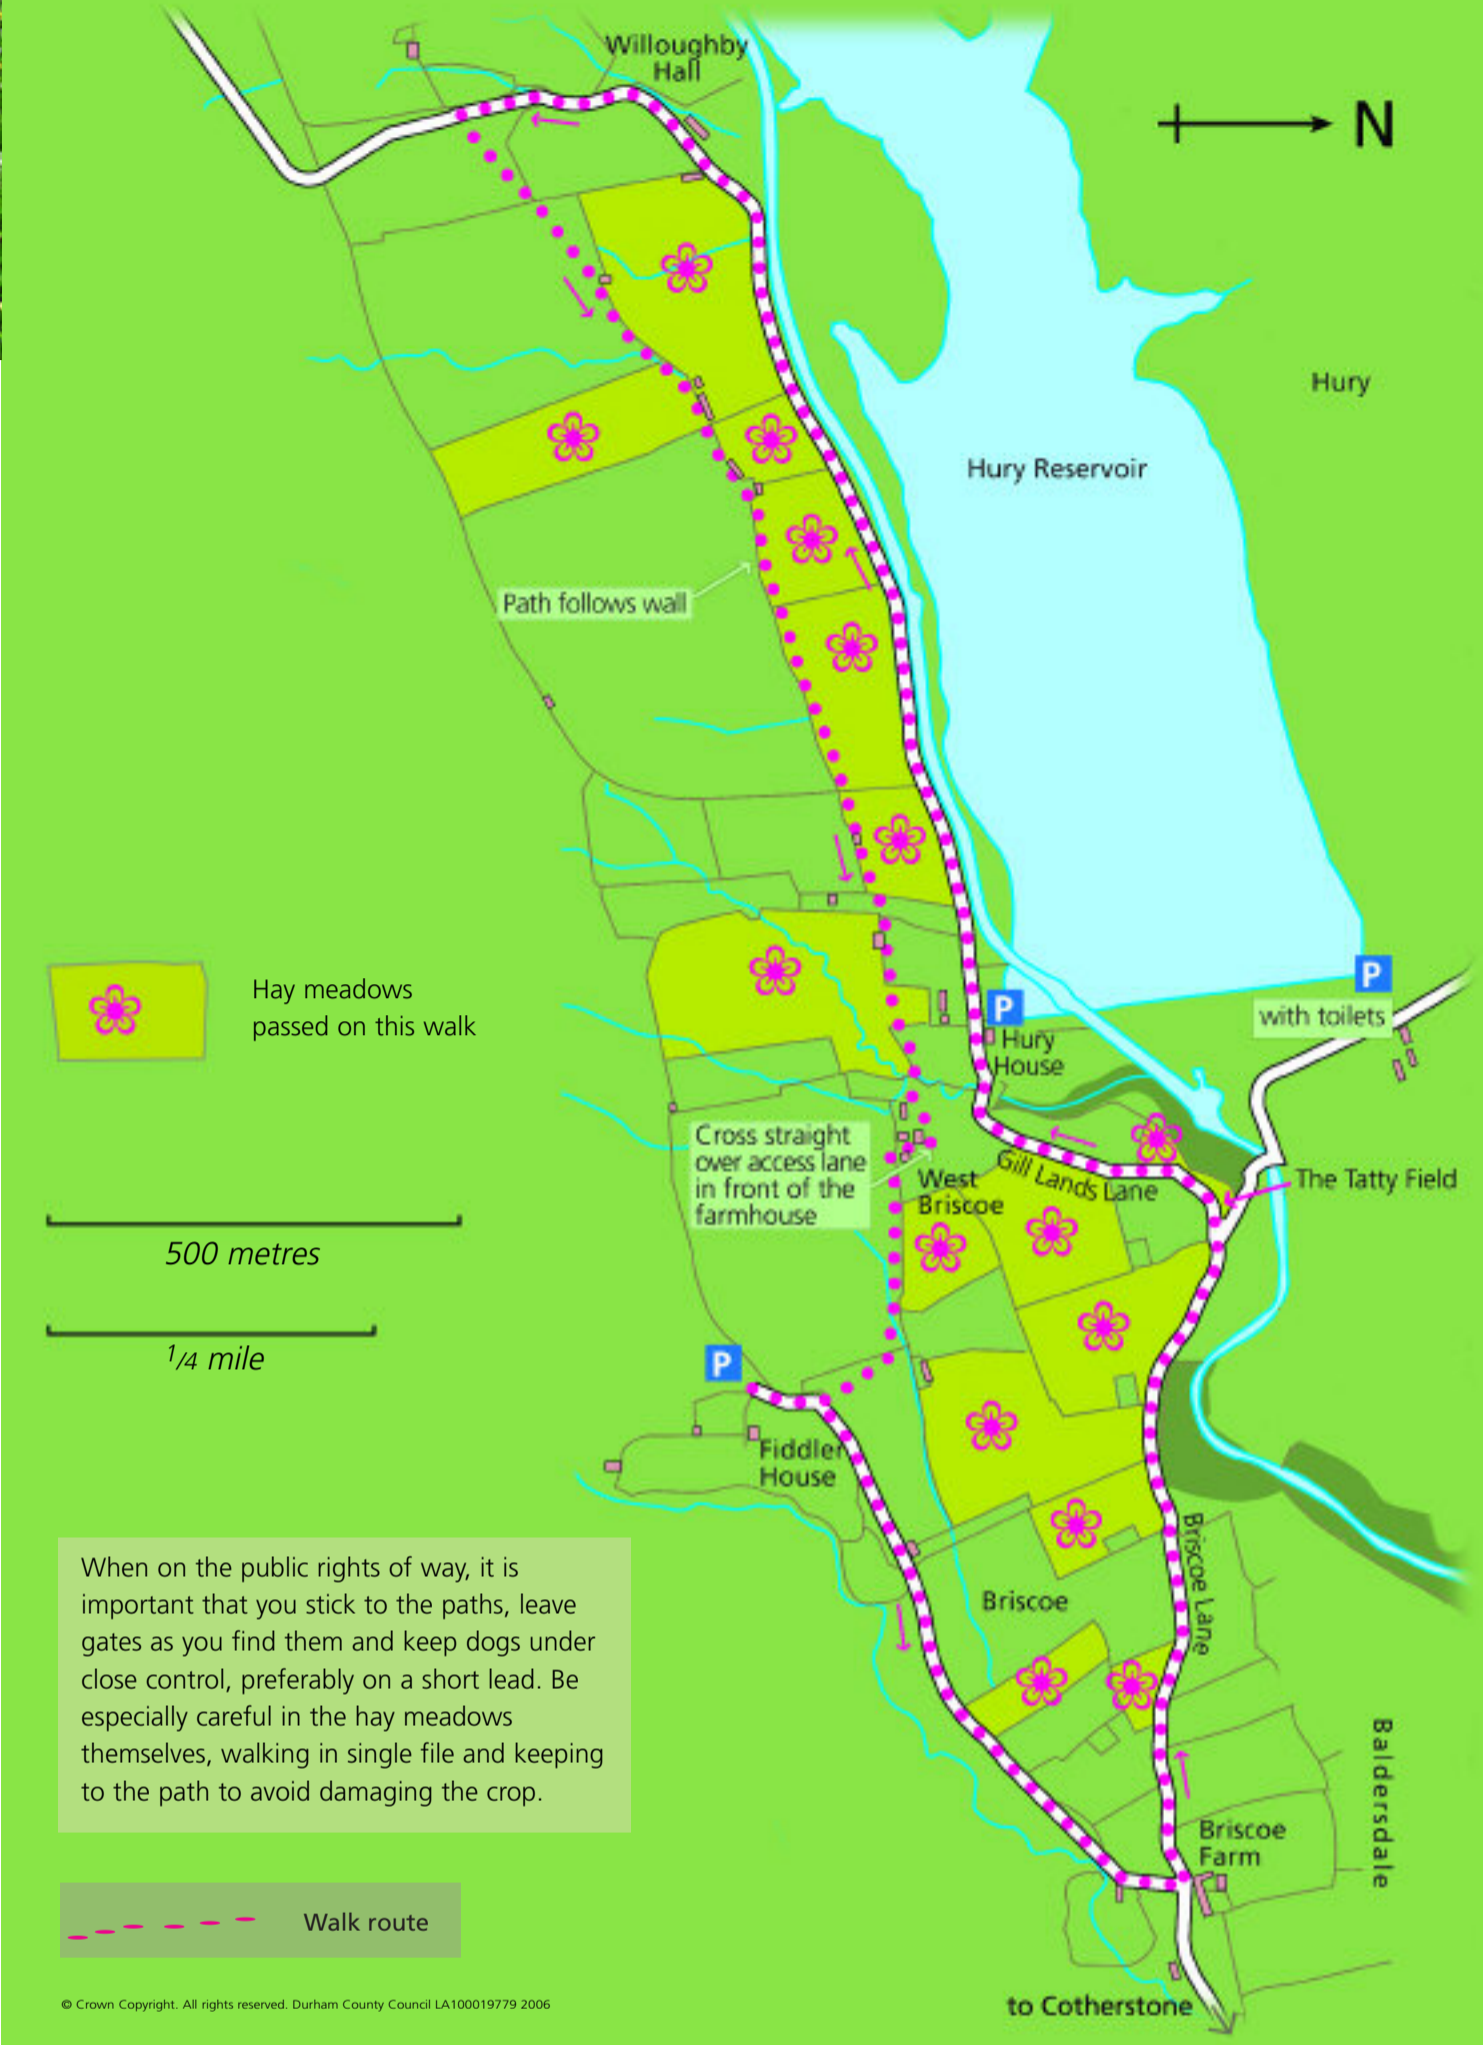 Willoughby
Hall
N
Hury
Hury Reservoir
Path follows wall
P
with toilets
P
Hury
House
Hay meadows
passed on this walk
Cross straight
over access lane
in front of the
farmhouse
West
Briscoe
Gill Lands Lane
The Tatty Field
500 metres
1/4 mile
P
Fiddler
House
Briscoe Lane
Briscoe
When on the public rights of way, it is
important that you stick to the paths, leave
gates as you find them and keep dogs under
close control, preferably on a short lead. Be
especially careful in the hay meadows
themselves, walking in single file and keeping
to the path to avoid damaging the crop.
Baldersdale
Briscoe
Farm
Walk route
© Crown Copyright. All rights reserved. Durham County Council LA100019779 2006
to Cotherstone